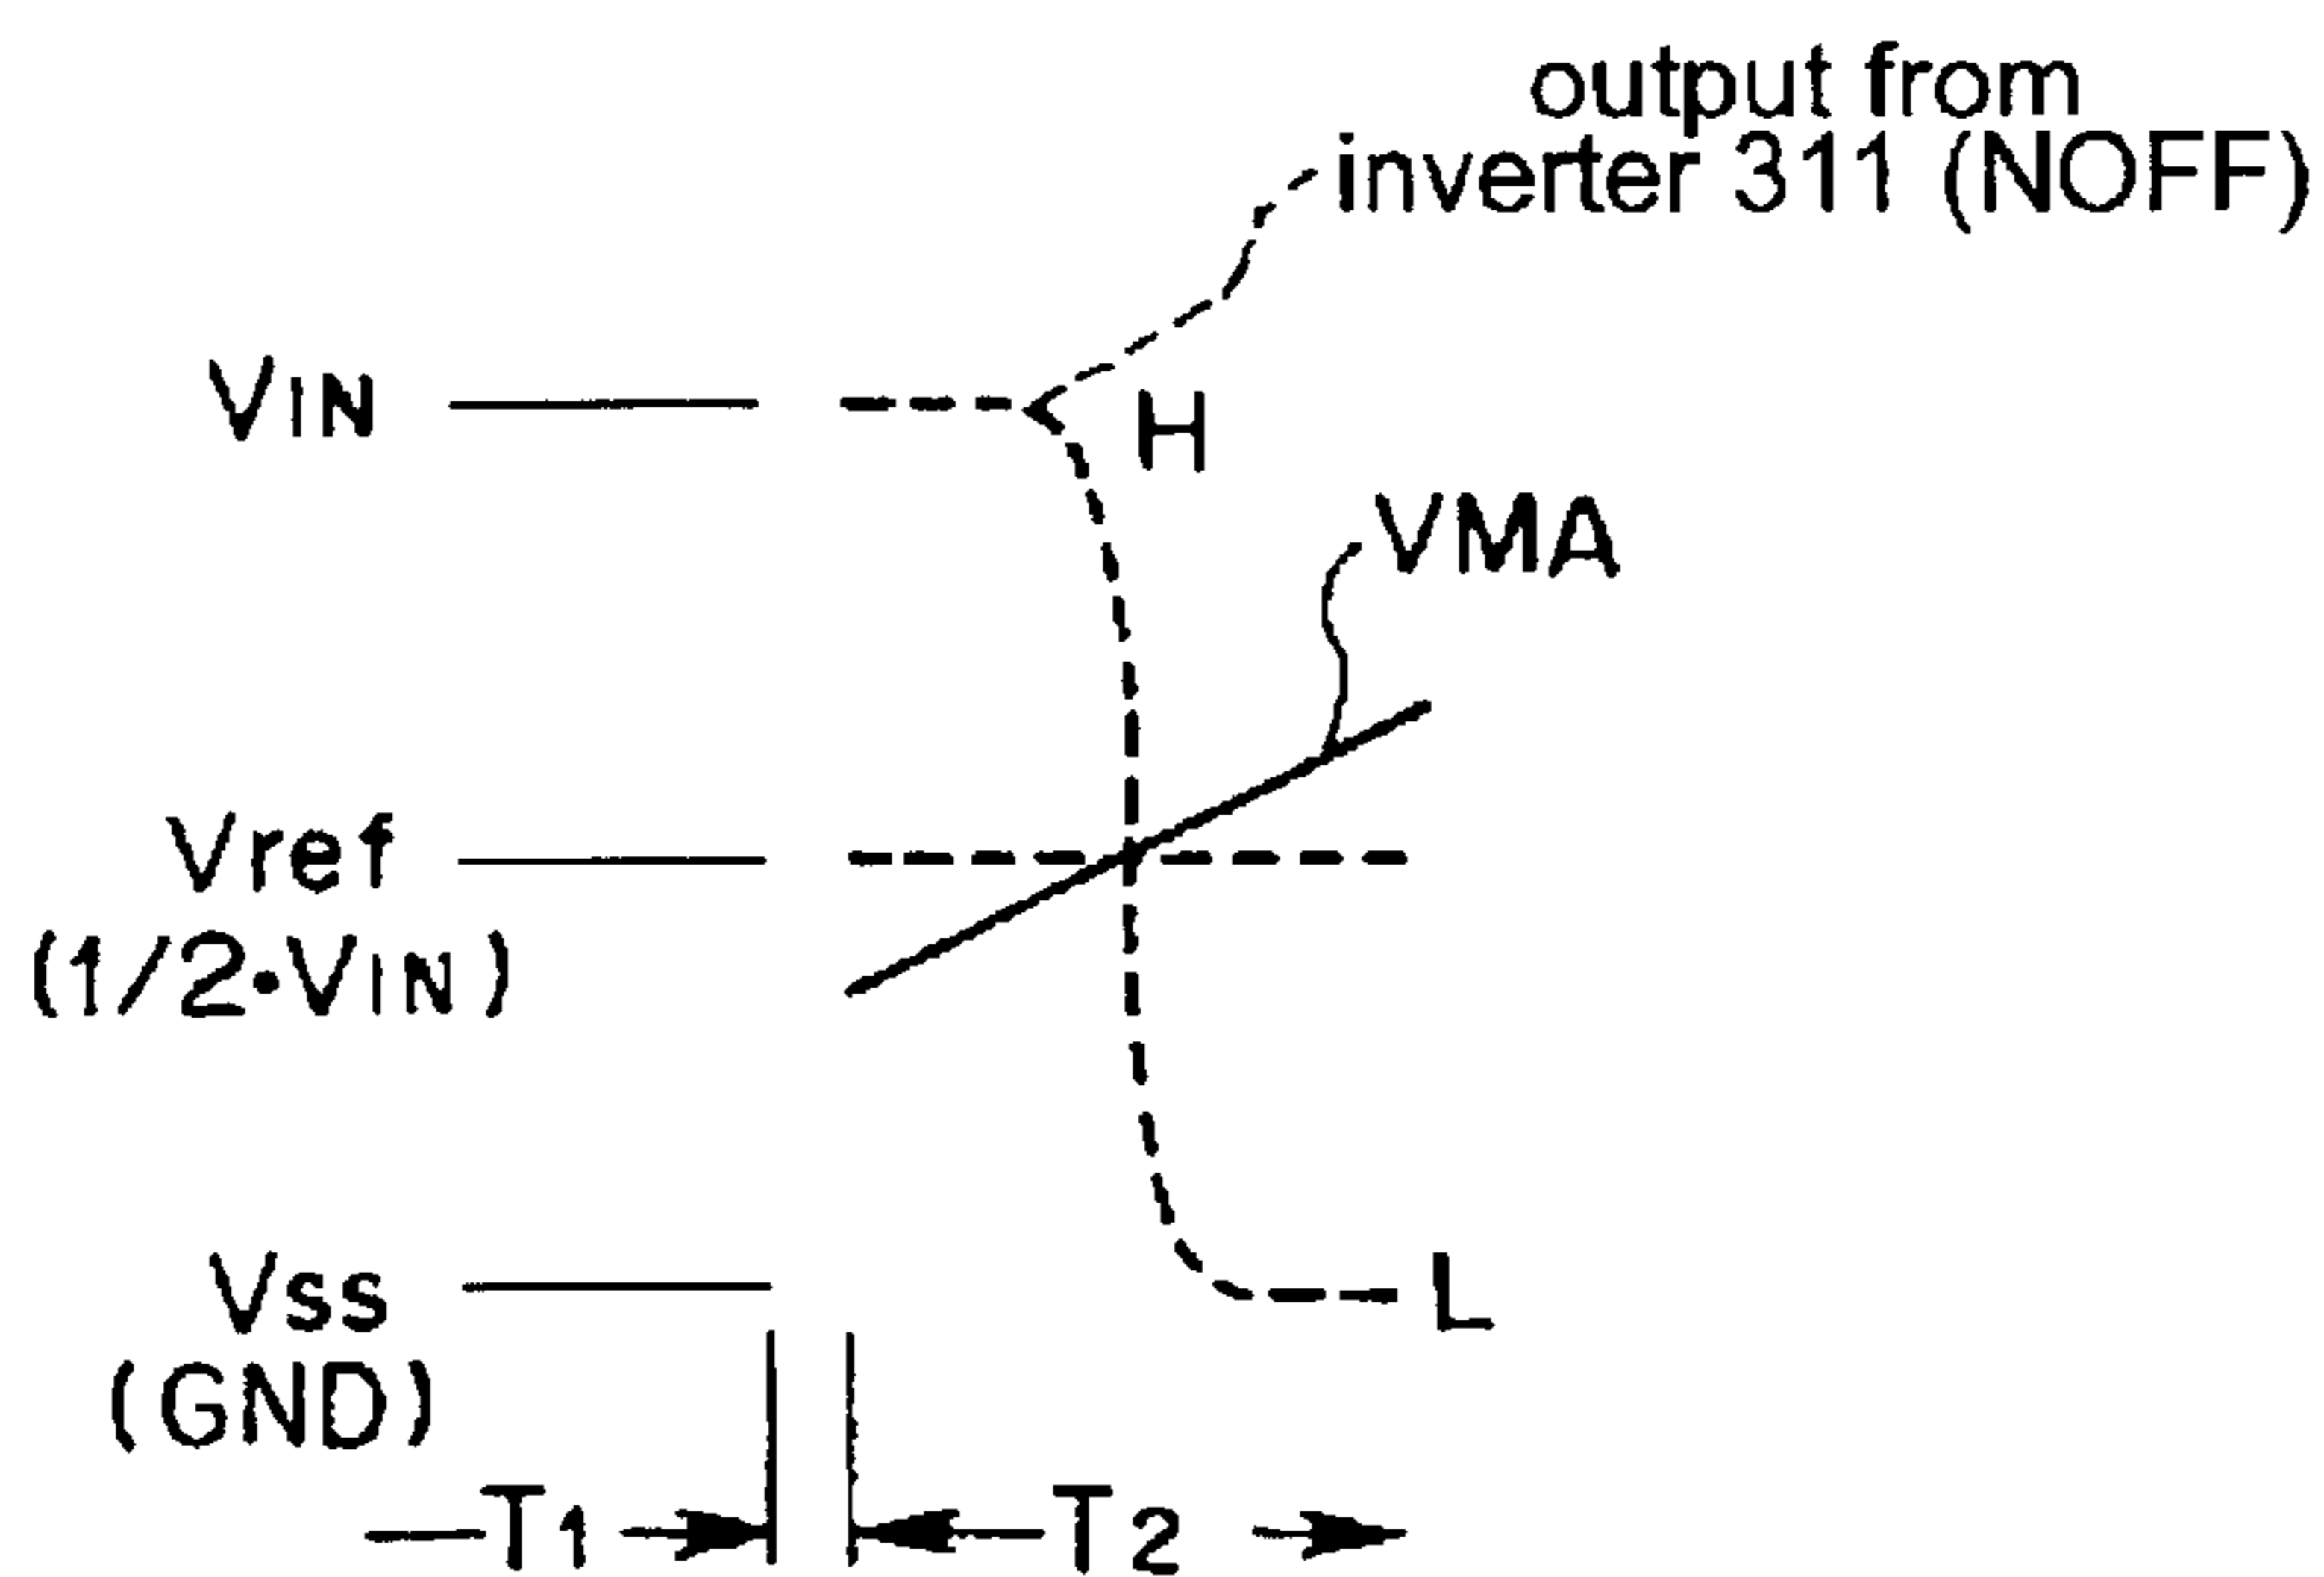 output from
inverter 311 (NOFF)
VIN
H
VMA
Vref
(1/2·VIN)
Vss
L
(GND)
T1
T2